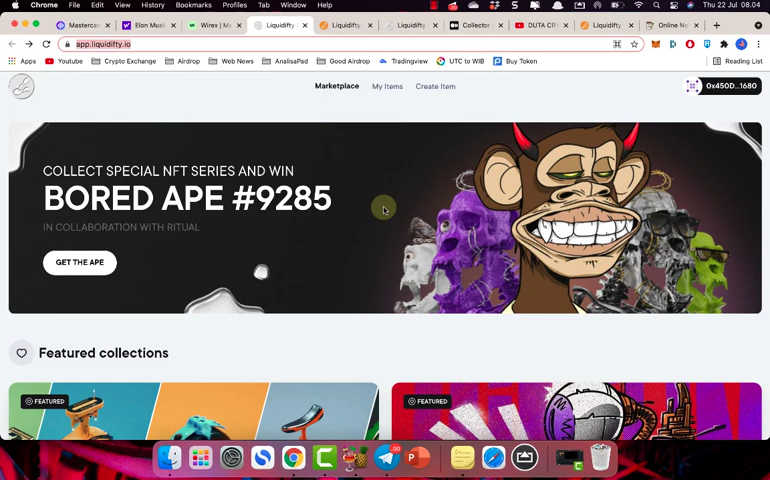 Chrome File Edit View History Bookmarks Profiles Tab Window Help Thu 22 Jul 08.04
Mastercar Elon Musk Wirex | Ma Liquidifty Liquidifty Liquidifty Collector DUTA CR Liquidifty Online No
app.liquidifty.io
Apps Youtube Crypto Exchange Airdrop Web News AnalisaPad Good Airdrop Tradingview UTC to WIB Buy Token Reading List
Marketplace My Items Create Item 0x450D...1680
COLLECT SPECIAL NFT SERIES AND WIN
BORED APE #9285
IN COLLABORATION WITH RITUAL
GET THE APE
Featured collections
FEATURED FEATURED